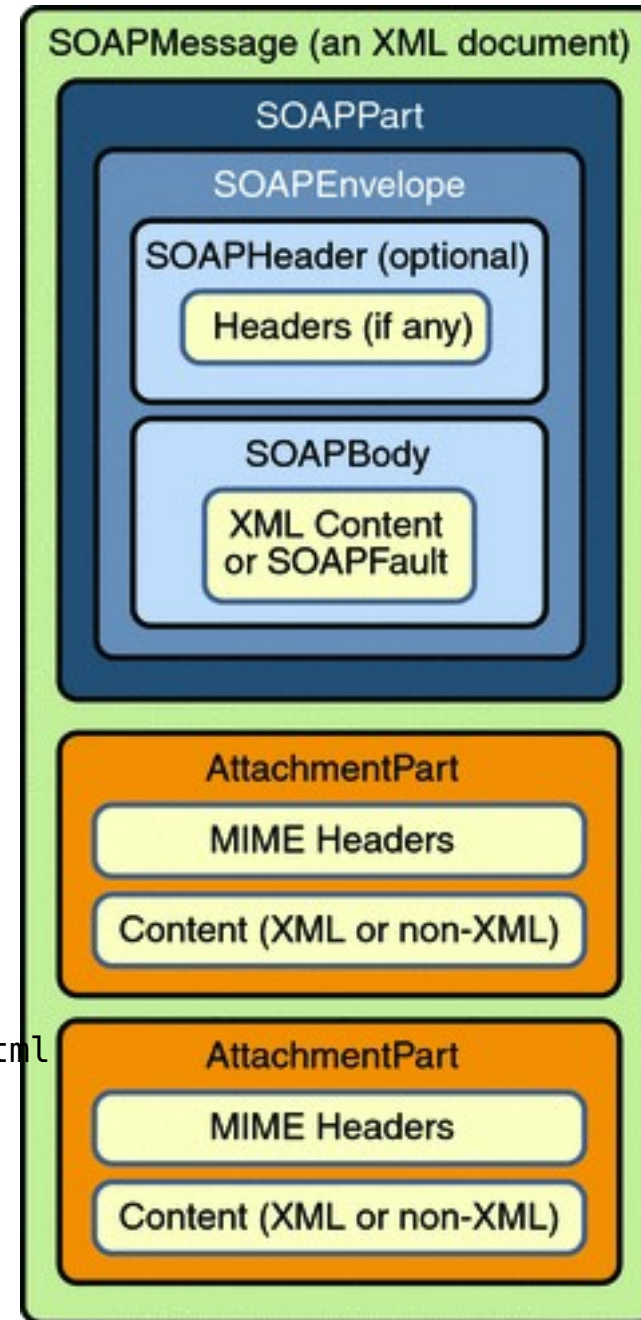 SOAPMessage (an XML document)
SOAPPart
SOAPEnvelope
SOAPHeader (optional)
Headers (if any)
SOAPBody
XML Content
or SOAPFault
AttachmentPart
MIME Headers
Content (XML or non-XML)
tml
AttachmentPart
MIME Headers
Content (XML or non-XML)